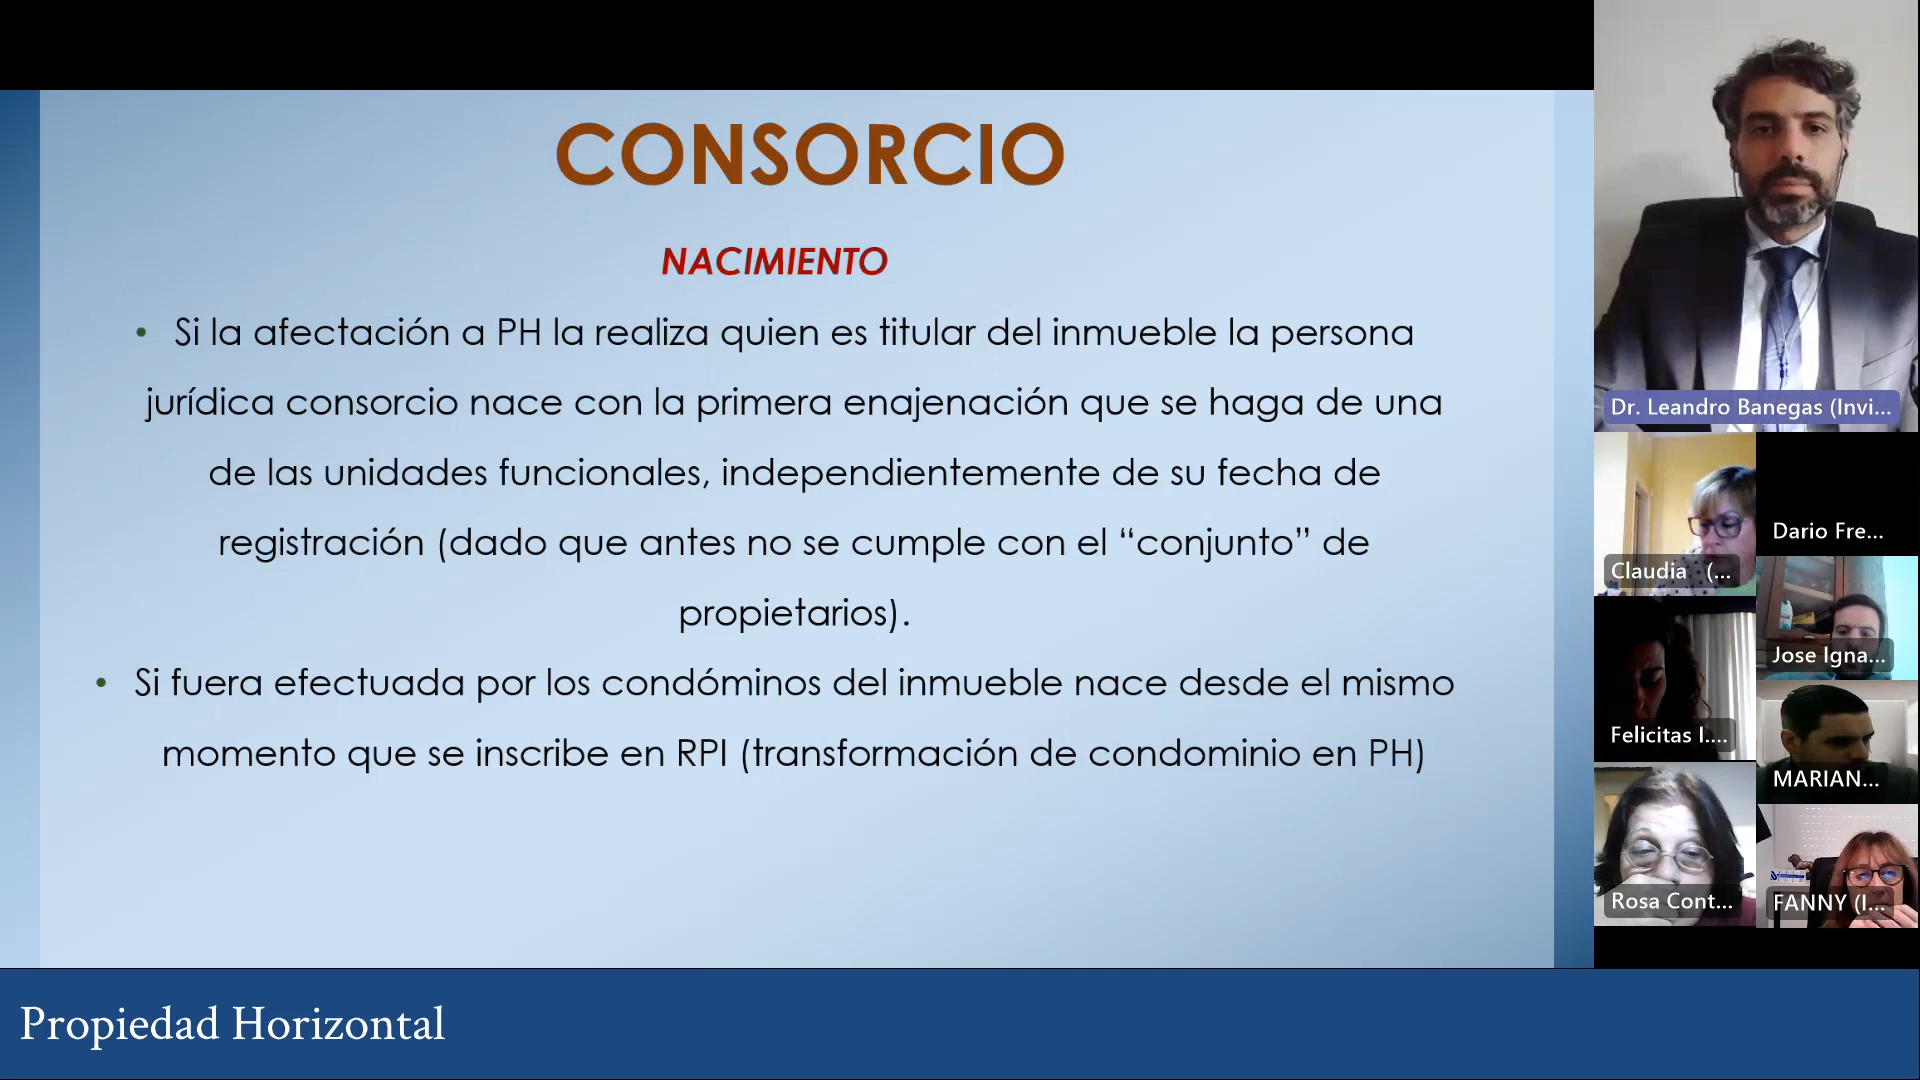 CONSORCIO
NACIMIENTO
• Si la afectación a PH la realiza quien es titular del inmueble la persona
jurídica consorcio nace con la primera enajenación que se haga de una
de las unidades funcionales, independientemente de su fecha de
registración (dado que antes no se cumple con el “conjunto” de
propietarios).
• Si fuera efectuada por los condóminos del inmueble nace desde el mismo
momento que se inscribe en RPI (transformación de condominio en PH)
Dr. Leandro Banegas (Invi...
Claudia (...
Dario Fre...
Jose Igna...
Felicitas I....
MARIAN...
Rosa Cont...
FANNY (I...
Propiedad Horizontal